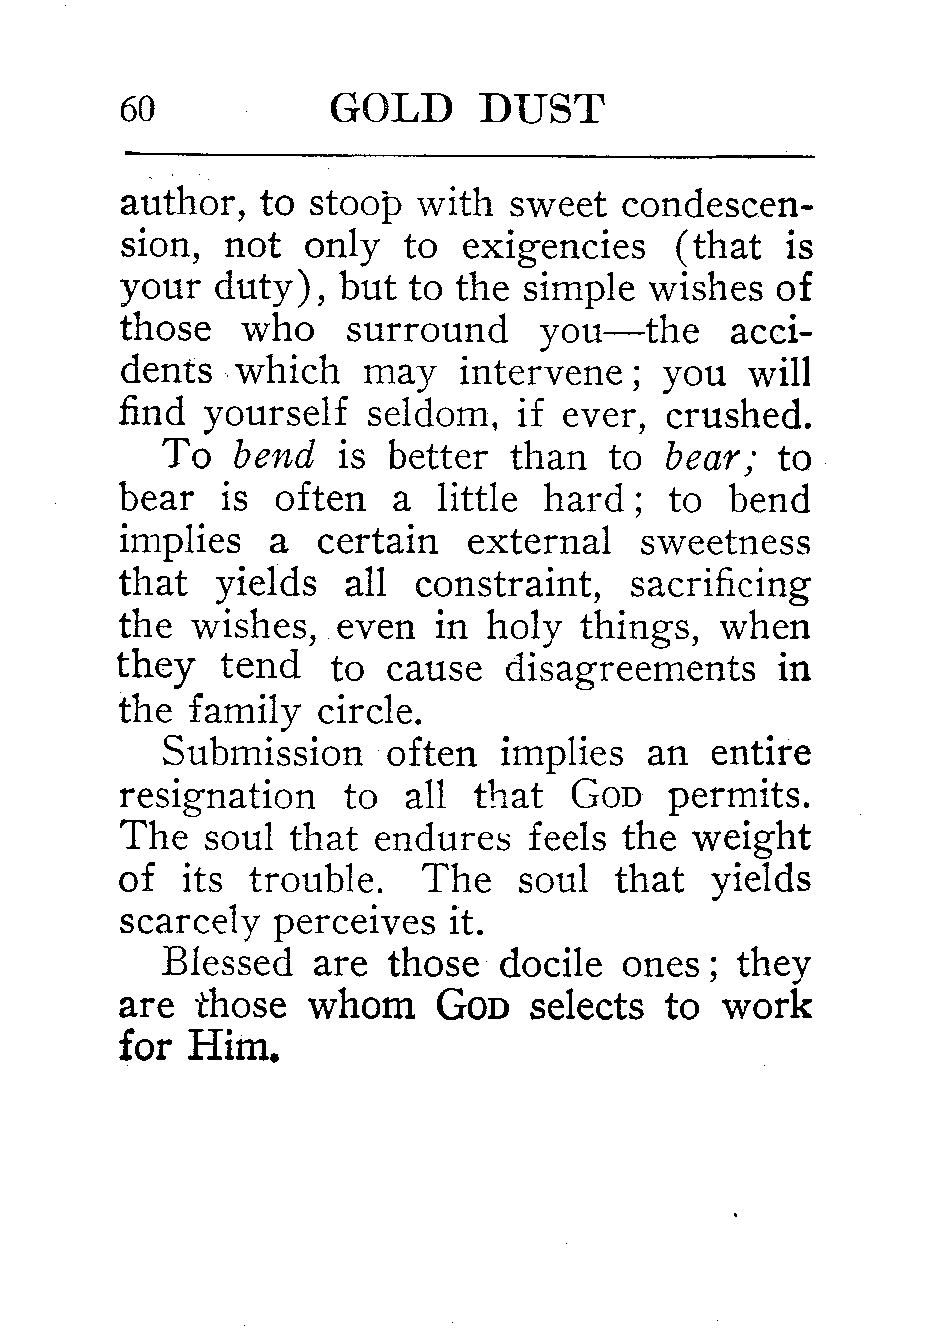 60 GOLD DUST
author, to stoop with sweet condescen-
sion, not only to exigencies (that is
your duty), but to the simple wishes of
those who surround you—the acci-
dents which may intervene; you will
find yourself seldom, if ever, crushed.
To bend is better than to bear; to
bear is often a little hard; to bend
implies a certain external sweetness
that yields all constraint, sacrificing
the wishes, even in holy things, when
they tend to cause disagreements in
the family circle.
Submission often implies an entire
resignation to all that GOD permits.
The soul that endures feels the weight
of its trouble. The soul that yields
scarcely perceives it.
Blessed are those docile ones; they
are those whom GOD selects to work
for Him.